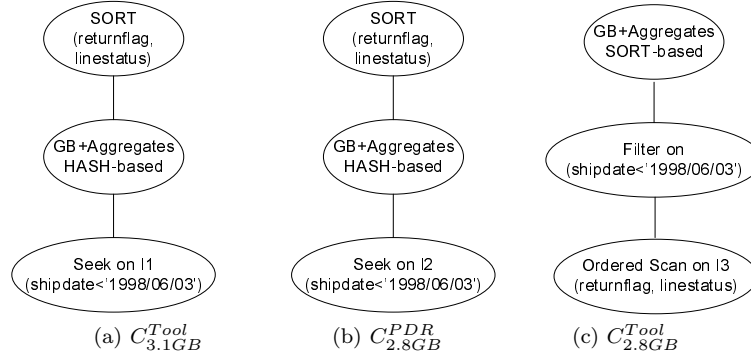 SORT
(returnflag,
linestatus)
GB+Aggregates
HASH-based
Seek on I1
(shipdate<'1998/06/03')
(a) C^{Tool}_{3.1GB}
SORT
(returnflag,
linestatus)
GB+Aggregates
HASH-based
Seek on I2
(shipdate<'1998/06/03')
(b) C^{PDR}_{2.8GB}
GB+Aggregates
SORT-based
Filter on
(shipdate<'1998/06/03')
Ordered Scan on I3
(returnflag, linestatus)
(c) C^{Tool}_{2.8GB}